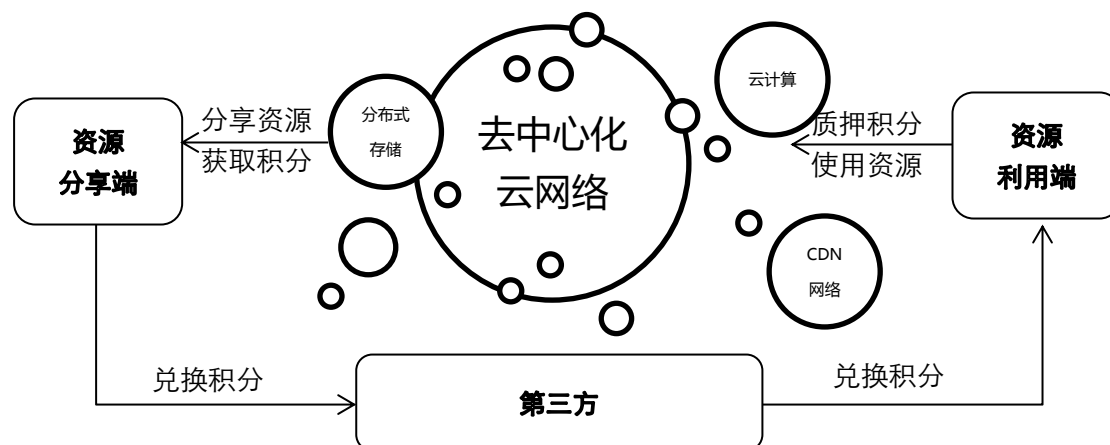 云计算
分布式
存储
分享资源
获取积分
去中心化
云网络
质押积分
使用资源
资源
分享端
资源
利用端
CDN
网络
兑换积分
第三方
兑换积分